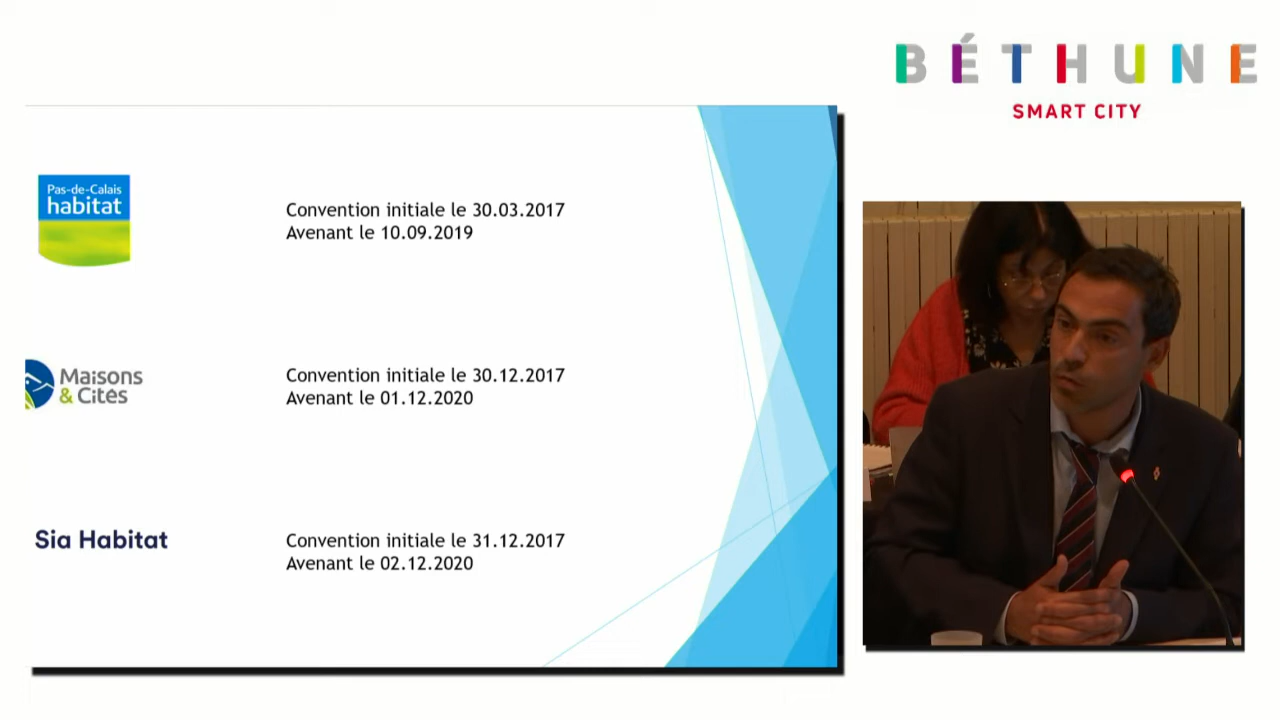 BÉTHUNE
SMART CITY
Pas-de-Calais
habitat
Convention initiale le 30.03.2017
Avenant le 10.09.2019
Maisons
& Cités
Convention initiale le 30.12.2017
Avenant le 01.12.2020
Sia Habitat
Convention initiale le 31.12.2017
Avenant le 02.12.2020